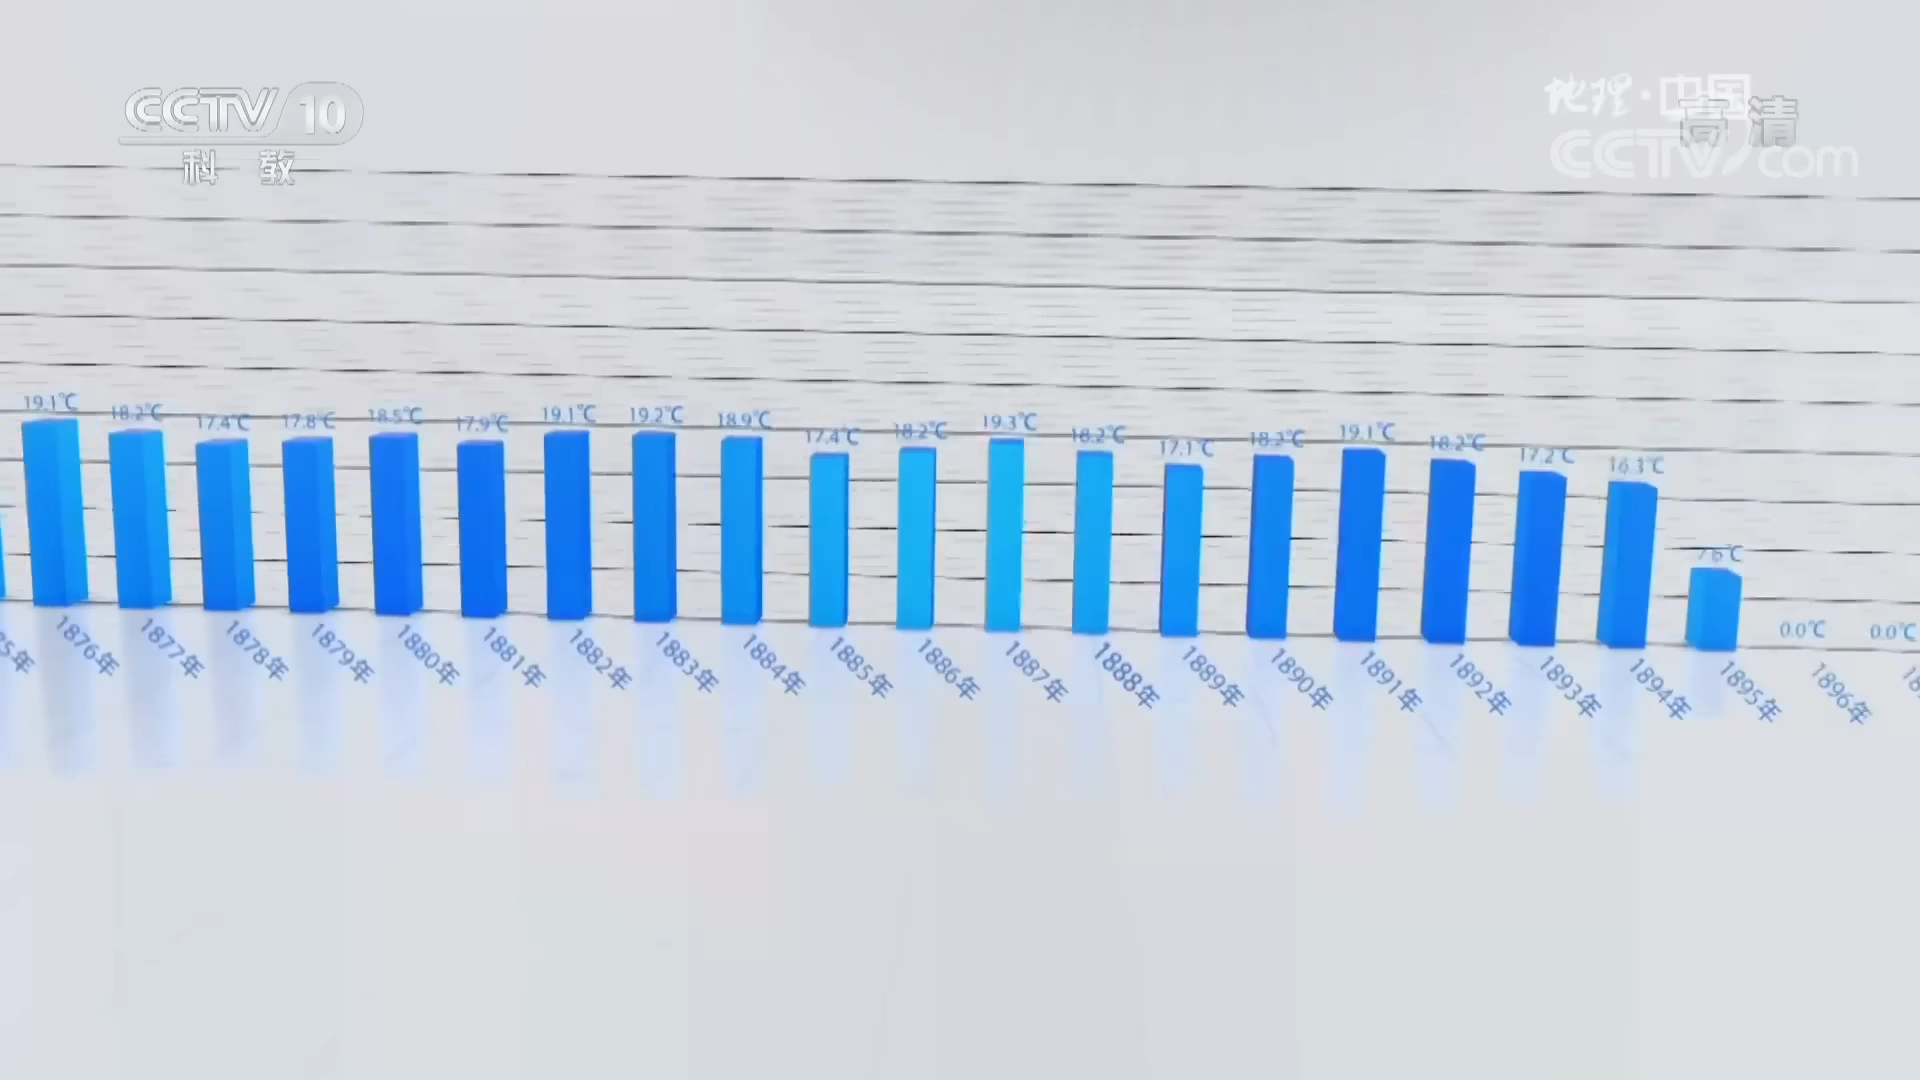 CCTV 10
科 教
地理·中国
高清
CCTV.com
19.1℃
18.2℃
17.4℃
17.8℃
18.5℃
17.9℃
19.1℃
19.2℃
18.9℃
17.4℃
18.2℃
19.3℃
18.2℃
17.1℃
18.2℃
19.1℃
18.2℃
17.2℃
16.3℃
7.6℃
0.0℃
0.0℃
5年
1876年
1877年
1878年
1879年
1880年
1881年
1882年
1883年
1884年
1885年
1886年
1887年
1888年
1889年
1890年
1891年
1892年
1893年
1894年
1895年
1896年
18